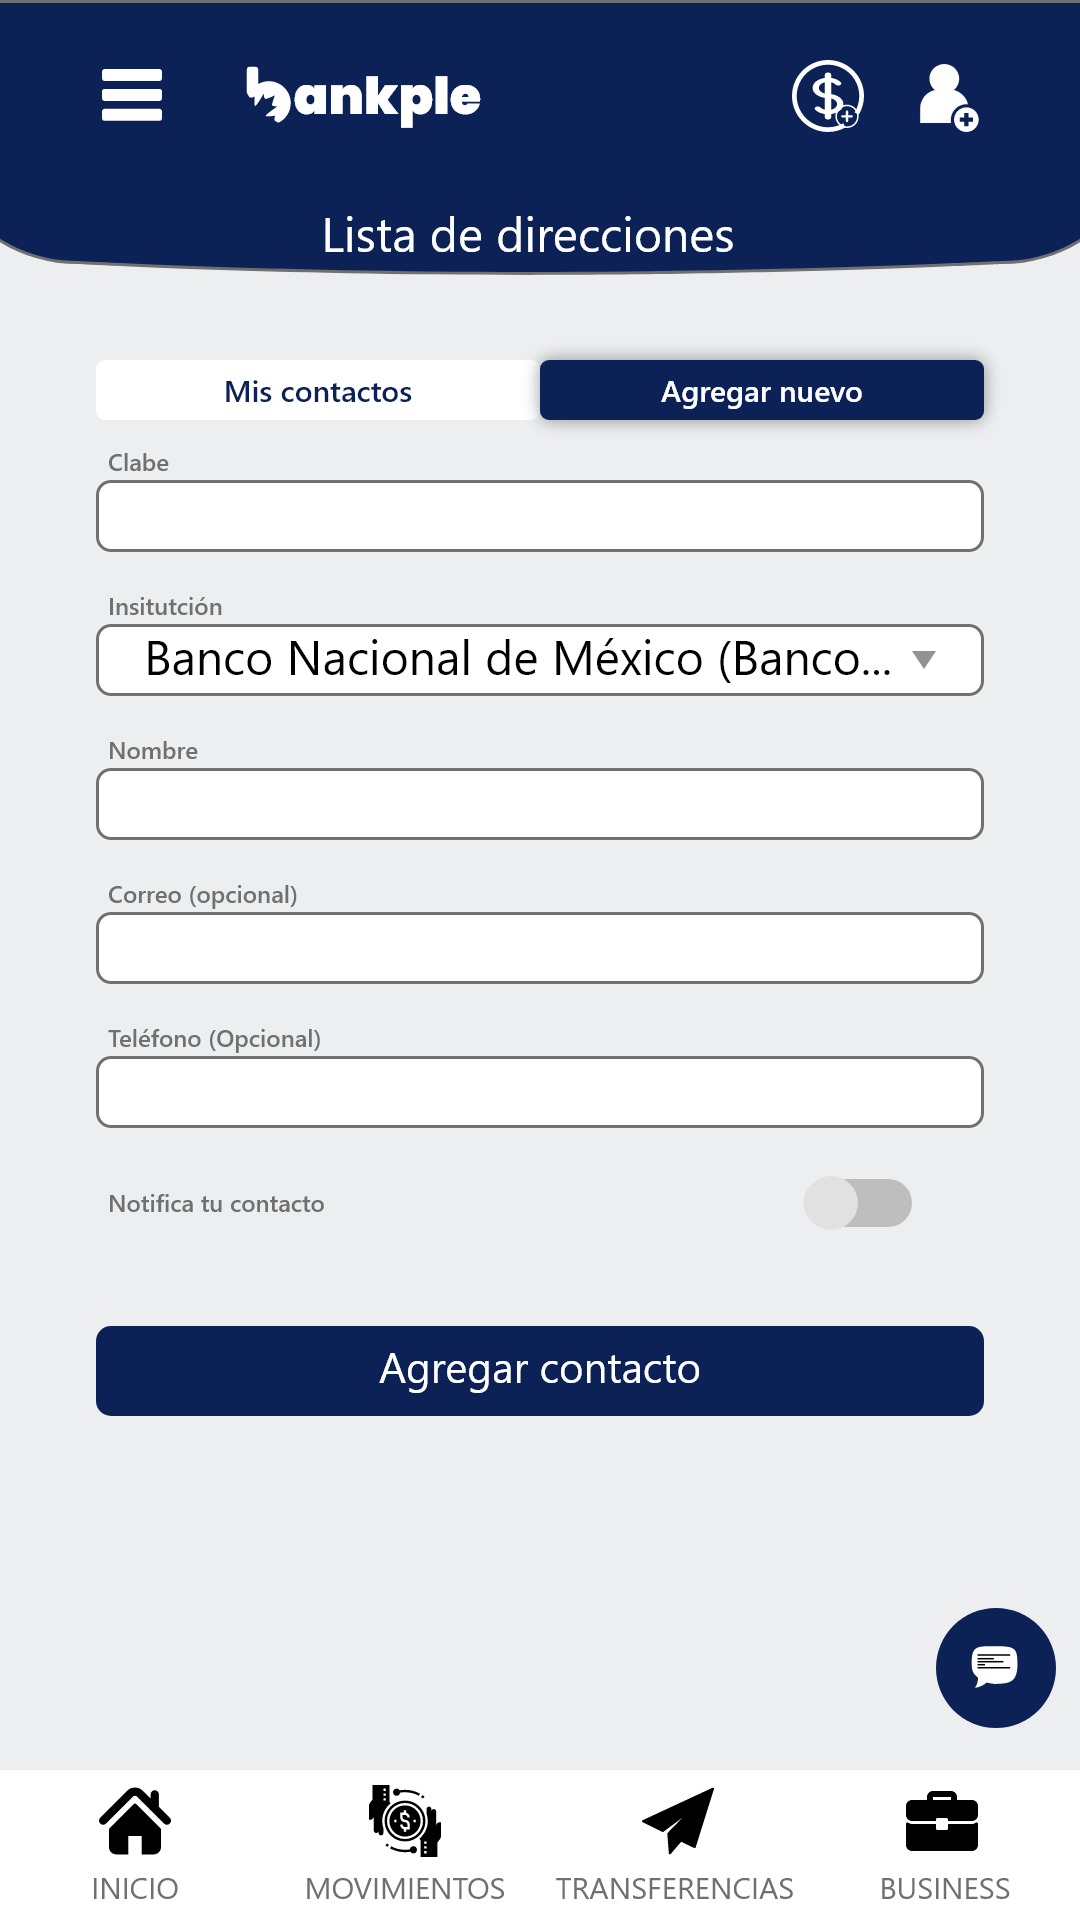 bankple
Lista de direcciones
Mis contactos
Agregar nuevo
Clabe
Insitutción
Banco Nacional de México (Banco...
Nombre
Correo (opcional)
Teléfono (Opcional)
Notifica tu contacto
Agregar contacto
INICIO
MOVIMIENTOS
TRANSFERENCIAS
BUSINESS